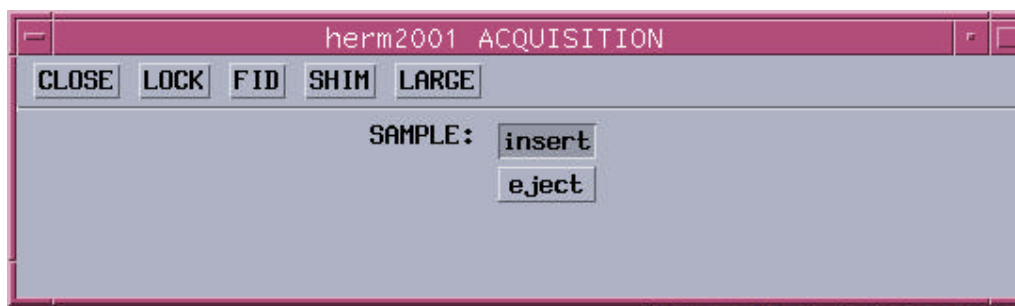 herm2001 ACQUISITION
CLOSE LOCK FID SHIM LARGE
SAMPLE: insert
eject